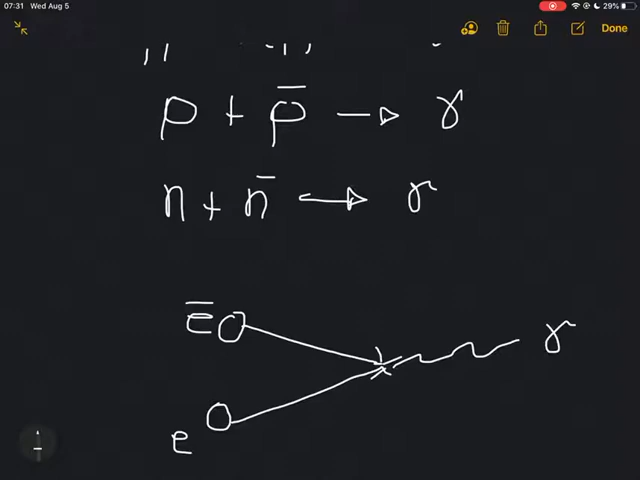 07:31 Wed Aug 5
29%
Done
p + p̅ → γ
n + n̅ → γ
e̅
γ
e